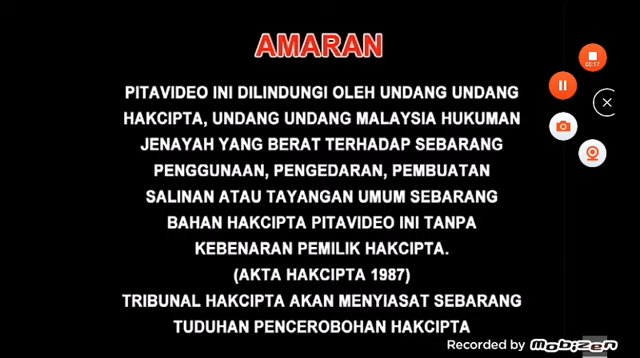 AMARAN
PITAVIDEO INI DILINDUNGI OLEH UNDANG UNDANG
HAKCIPTA, UNDANG UNDANG MALAYSIA HUKUMAN
JENAYAH YANG BERAT TERHADAP SEBARANG
PENGGUNAAN, PENGEDARAN, PEMBUATAN
SALINAN ATAU TAYANGAN UMUM SEBARANG
BAHAN HAKCIPTA PITAVIDEO INI TANPA
KEBENARAN PEMILIK HAKCIPTA.
(AKTA HAKCIPTA 1987)
TRIBUNAL HAKCIPTA AKAN MENYIASAT SEBARANG
TUDUHAN PENCEROBOHAN HAKCIPTA
00:17
Recorded by Mobizen